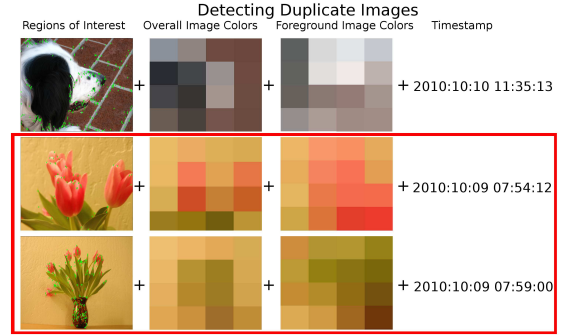 Detecting Duplicate Images
Regions of Interest Overall Image Colors Foreground Image Colors Timestamp
+ + + 2010:10:10 11:35:13
+ + + 2010:10:09 07:54:12
+ + + 2010:10:09 07:59:00